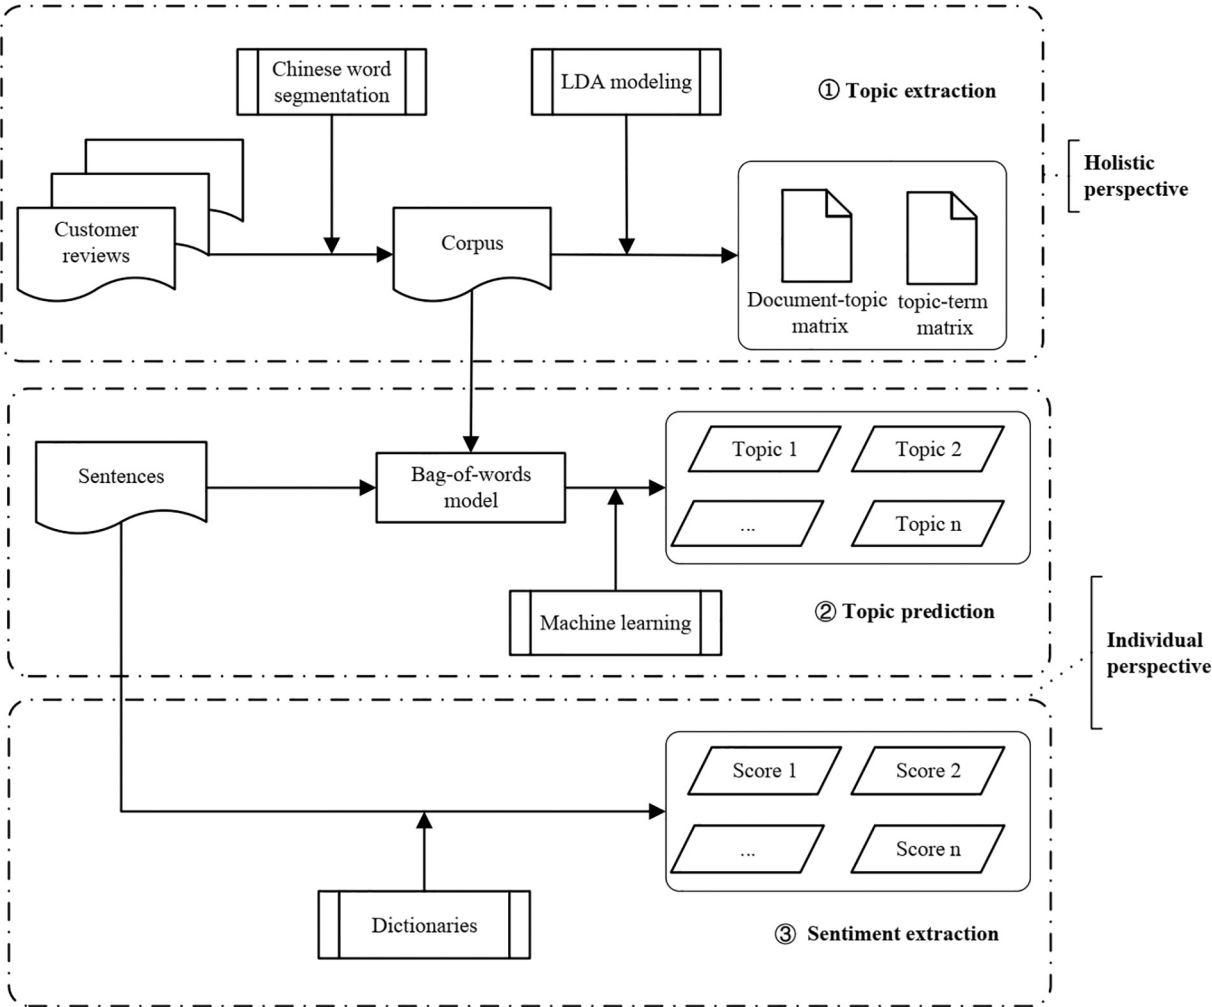 Chinese word
segmentation
LDA modeling
① Topic extraction
Holistic
perspective
Customer
reviews
Corpus
Document-topic
matrix
topic-term
matrix
Sentences
Bag-of-words
model
Topic 1
Topic 2
...
Topic n
Machine learning
② Topic prediction
Individual
perspective
Score 1
Score 2
...
Score n
Dictionaries
③ Sentiment extraction